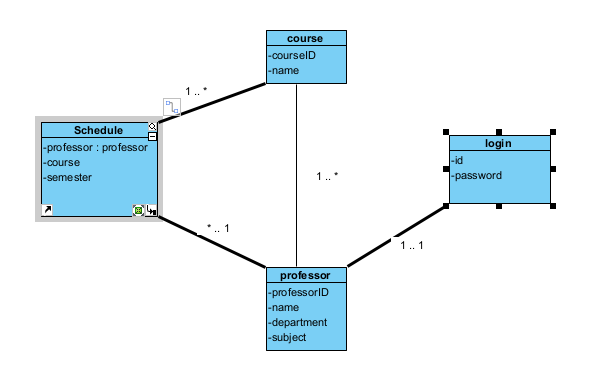 course
-courseID
-name
1 .. *
Schedule
-professor : professor
-course
-semester
login
-id
-password
1 .. *
* .. 1
1 .. 1
professor
-professorID
-name
-department
-subject